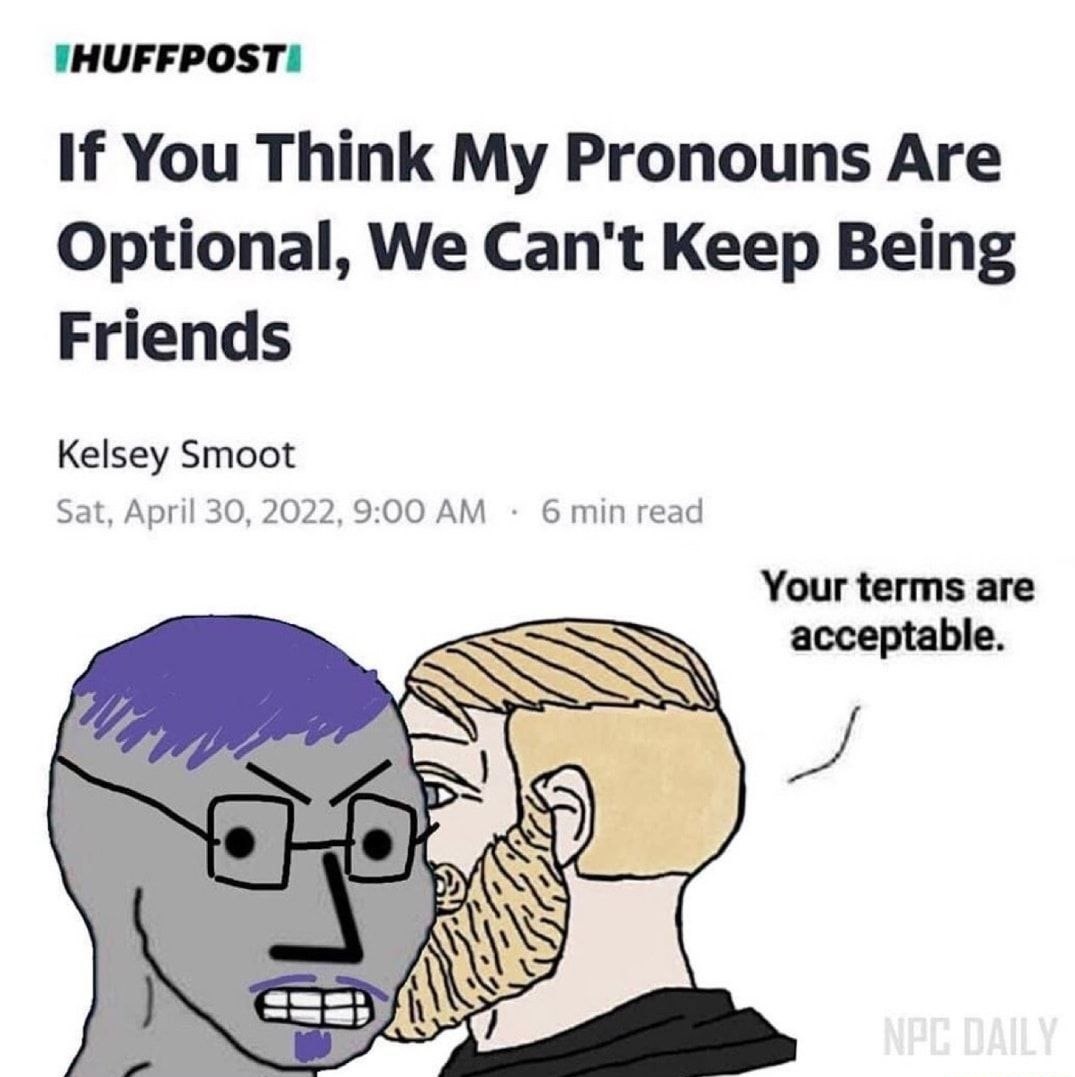 HUFFPOST
If You Think My Pronouns Are
Optional, We Can't Keep Being
Friends
Kelsey Smoot
Sat, April 30, 2022, 9:00 AM · 6 min read
Your terms are
acceptable.
NPC DAILY